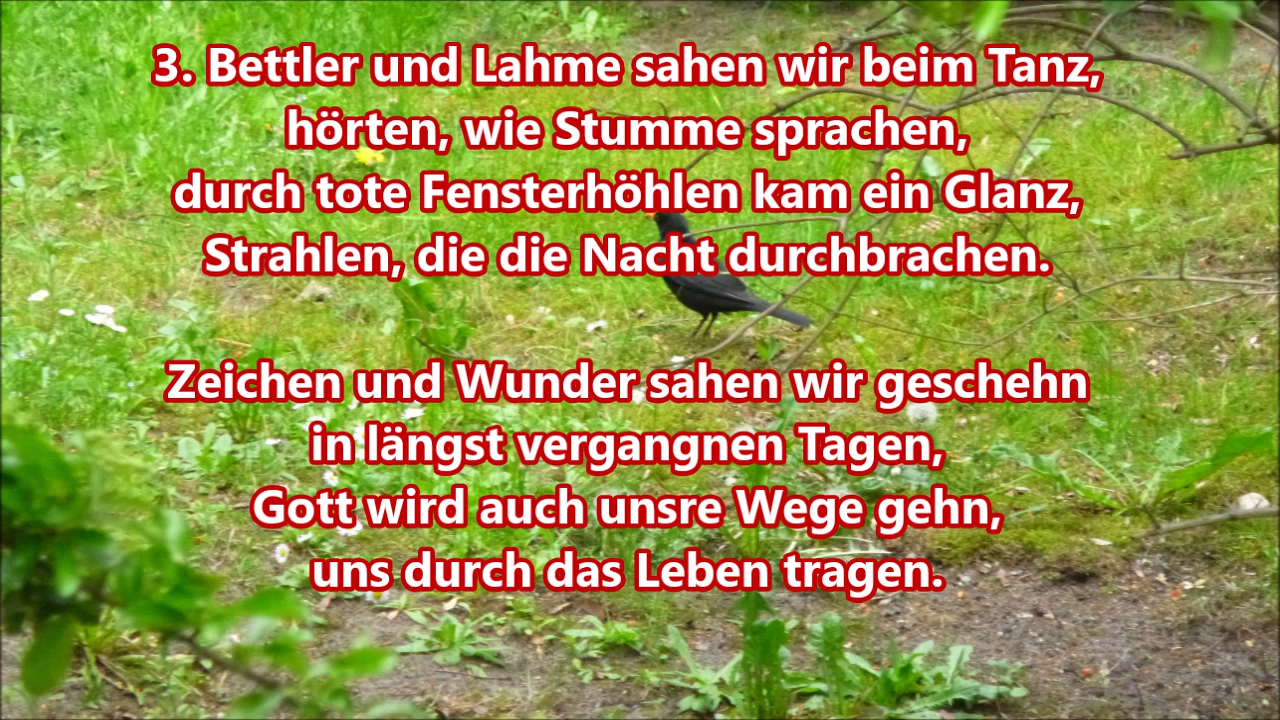 3. Bettler und Lahme sahen wir beim Tanz,
hörten, wie Stumme sprachen,
durch tote Fensterhöhlen kam ein Glanz,
Strahlen, die die Nacht durchbrachen.
Zeichen und Wunder sahen wir geschehn
in längst vergangnen Tagen,
Gott wird auch unsre Wege gehn,
uns durch das Leben tragen.